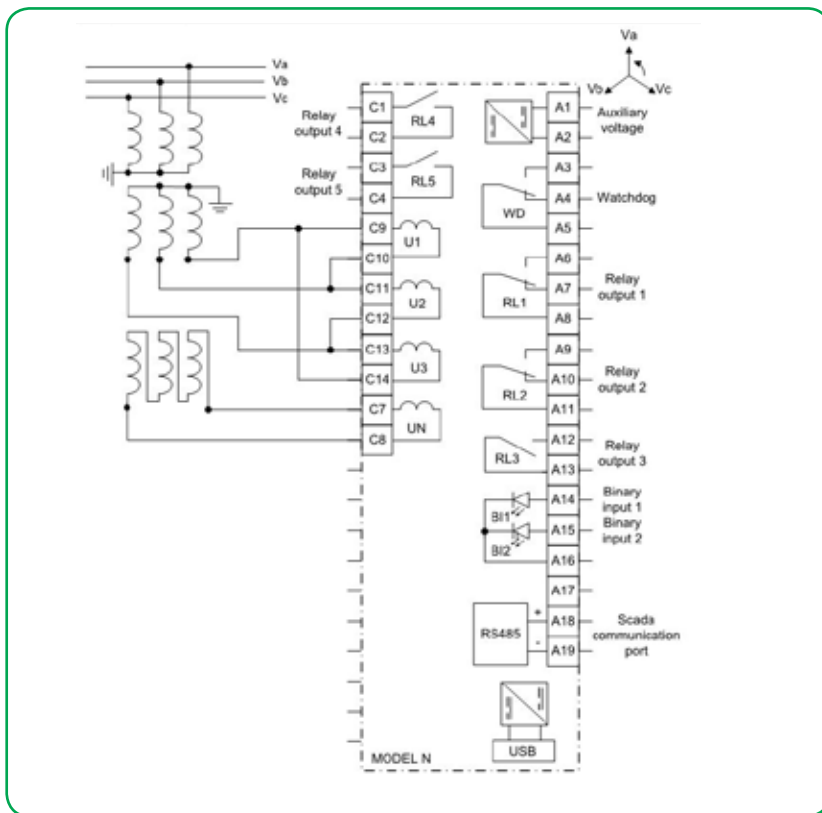 Va
Vb
Vc
Va
Vb
Vc
Relay
output 4
Relay
output 5
C1
C2
C3
C4
C9
C10
C11
C12
C13
C14
C7
C8
RL4
RL5
U1
U2
U3
UN
WD
RL1
RL2
RL3
BI1
BI2
RS485
+
-
USB
MODEL N
A1
A2
A3
A4
A5
A6
A7
A8
A9
A10
A11
A12
A13
A14
A15
A16
A17
A18
A19
Auxiliary
voltage
Watchdog
Relay
output 1
Relay
output 2
Relay
output 3
Binary
input 1
Binary
input 2
Scada
communication
port